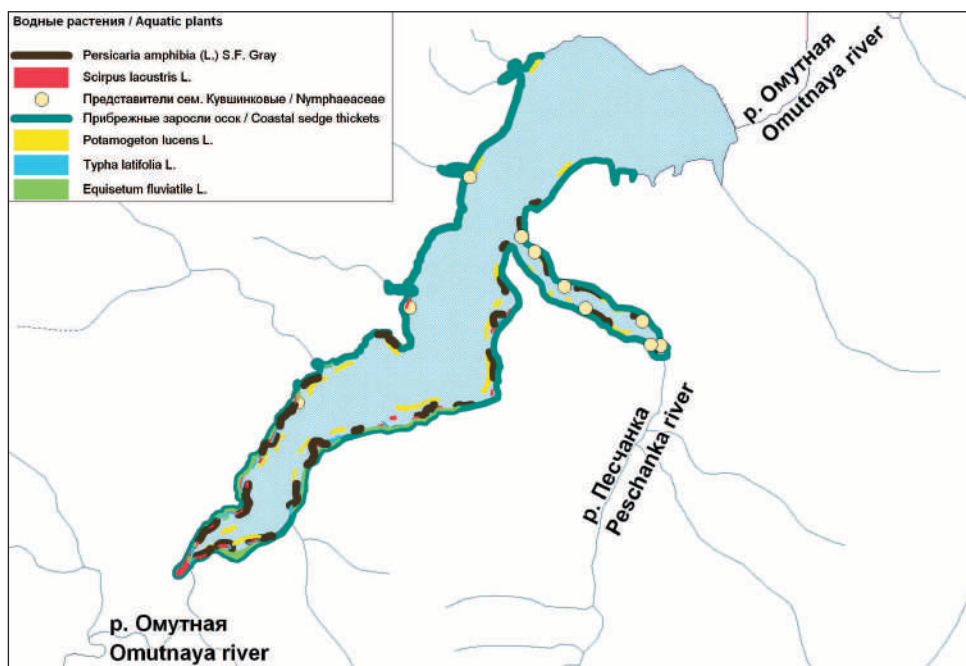 Водные растения / Aquatic plants
Persicaria amphibia (L.) S.F. Gray
Scirpus lacustris L.
Представители сем. Кувшинковые / Nymphaeaceae
Прибрежные заросли осок / Coastal sedge thickets
Potamogeton lucens L.
Typha latifolia L.
Equisetum fluviatile L.
р. Омутная
Omutnaya river
р. Песчанка
Peschanka river
р. Омутная
Omutnaya river